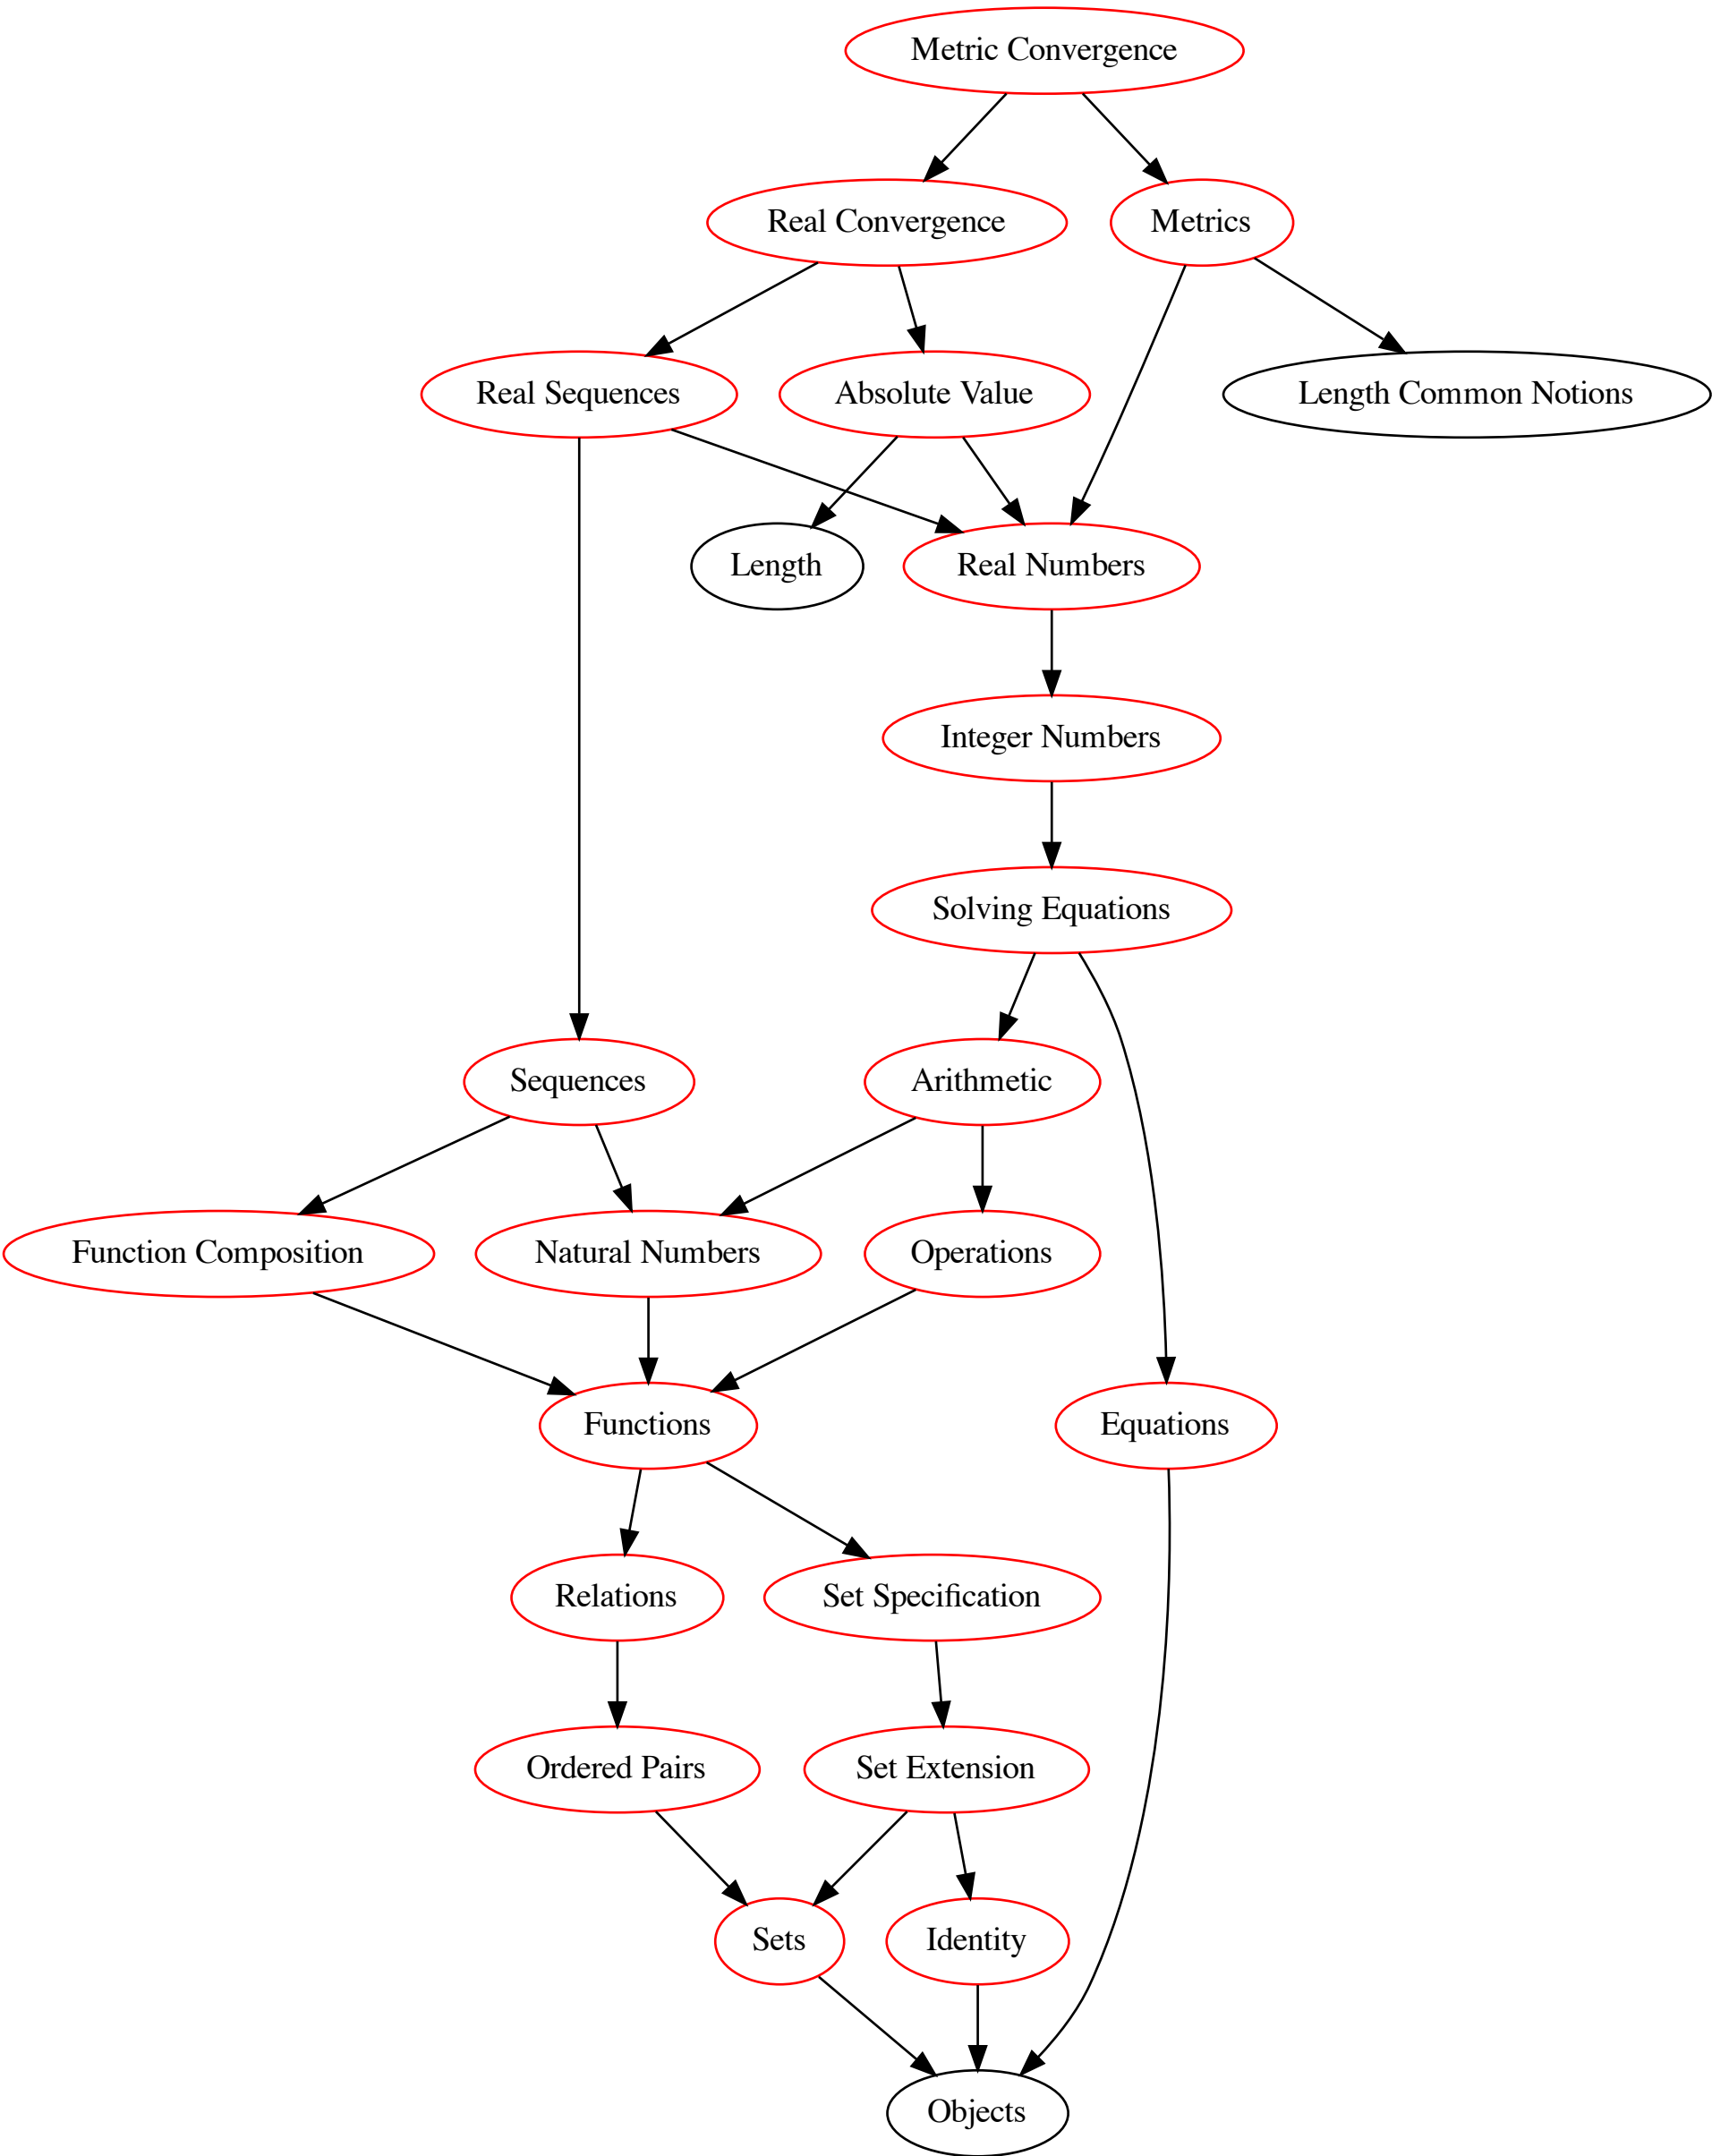 Metric Convergence
Real Convergence
Metrics
Real Sequences
Absolute Value
Length Common Notions
Length
Real Numbers
Integer Numbers
Solving Equations
Sequences
Arithmetic
Function Composition
Natural Numbers
Operations
Functions
Equations
Relations
Set Specification
Ordered Pairs
Set Extension
Sets
Identity
Objects